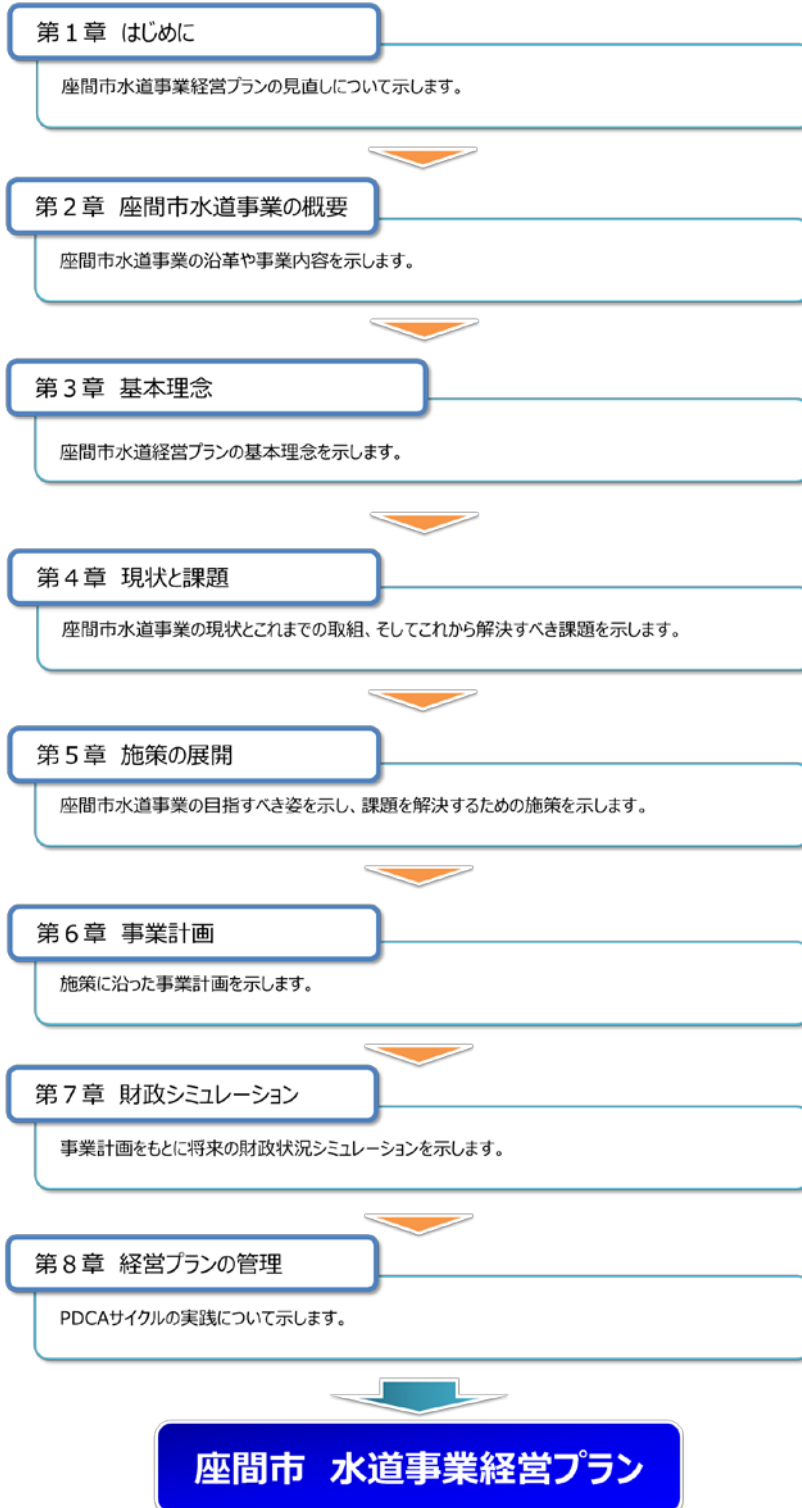 第1章 はじめに
座間市水道事業経営プランの見直しについて示します。
第2章 座間市水道事業の概要
座間市水道事業の沿革や事業内容を示します。
第3章 基本理念
座間市水道経営プランの基本理念を示します。
第4章 現状と課題
座間市水道事業の現状とこれまでの取組、そしてこれから解決すべき課題を示します。
第5章 施策の展開
座間市水道事業の目指すべき姿を示し、課題を解決するための施策を示します。
第6章 事業計画
施策に沿った事業計画を示します。
第7章 財政シミュレーション
事業計画をもとに将来の財政状況シミュレーションを示します。
第8章 経営プランの管理
PDCAサイクルの実践について示します。
座間市 水道事業経営プラン